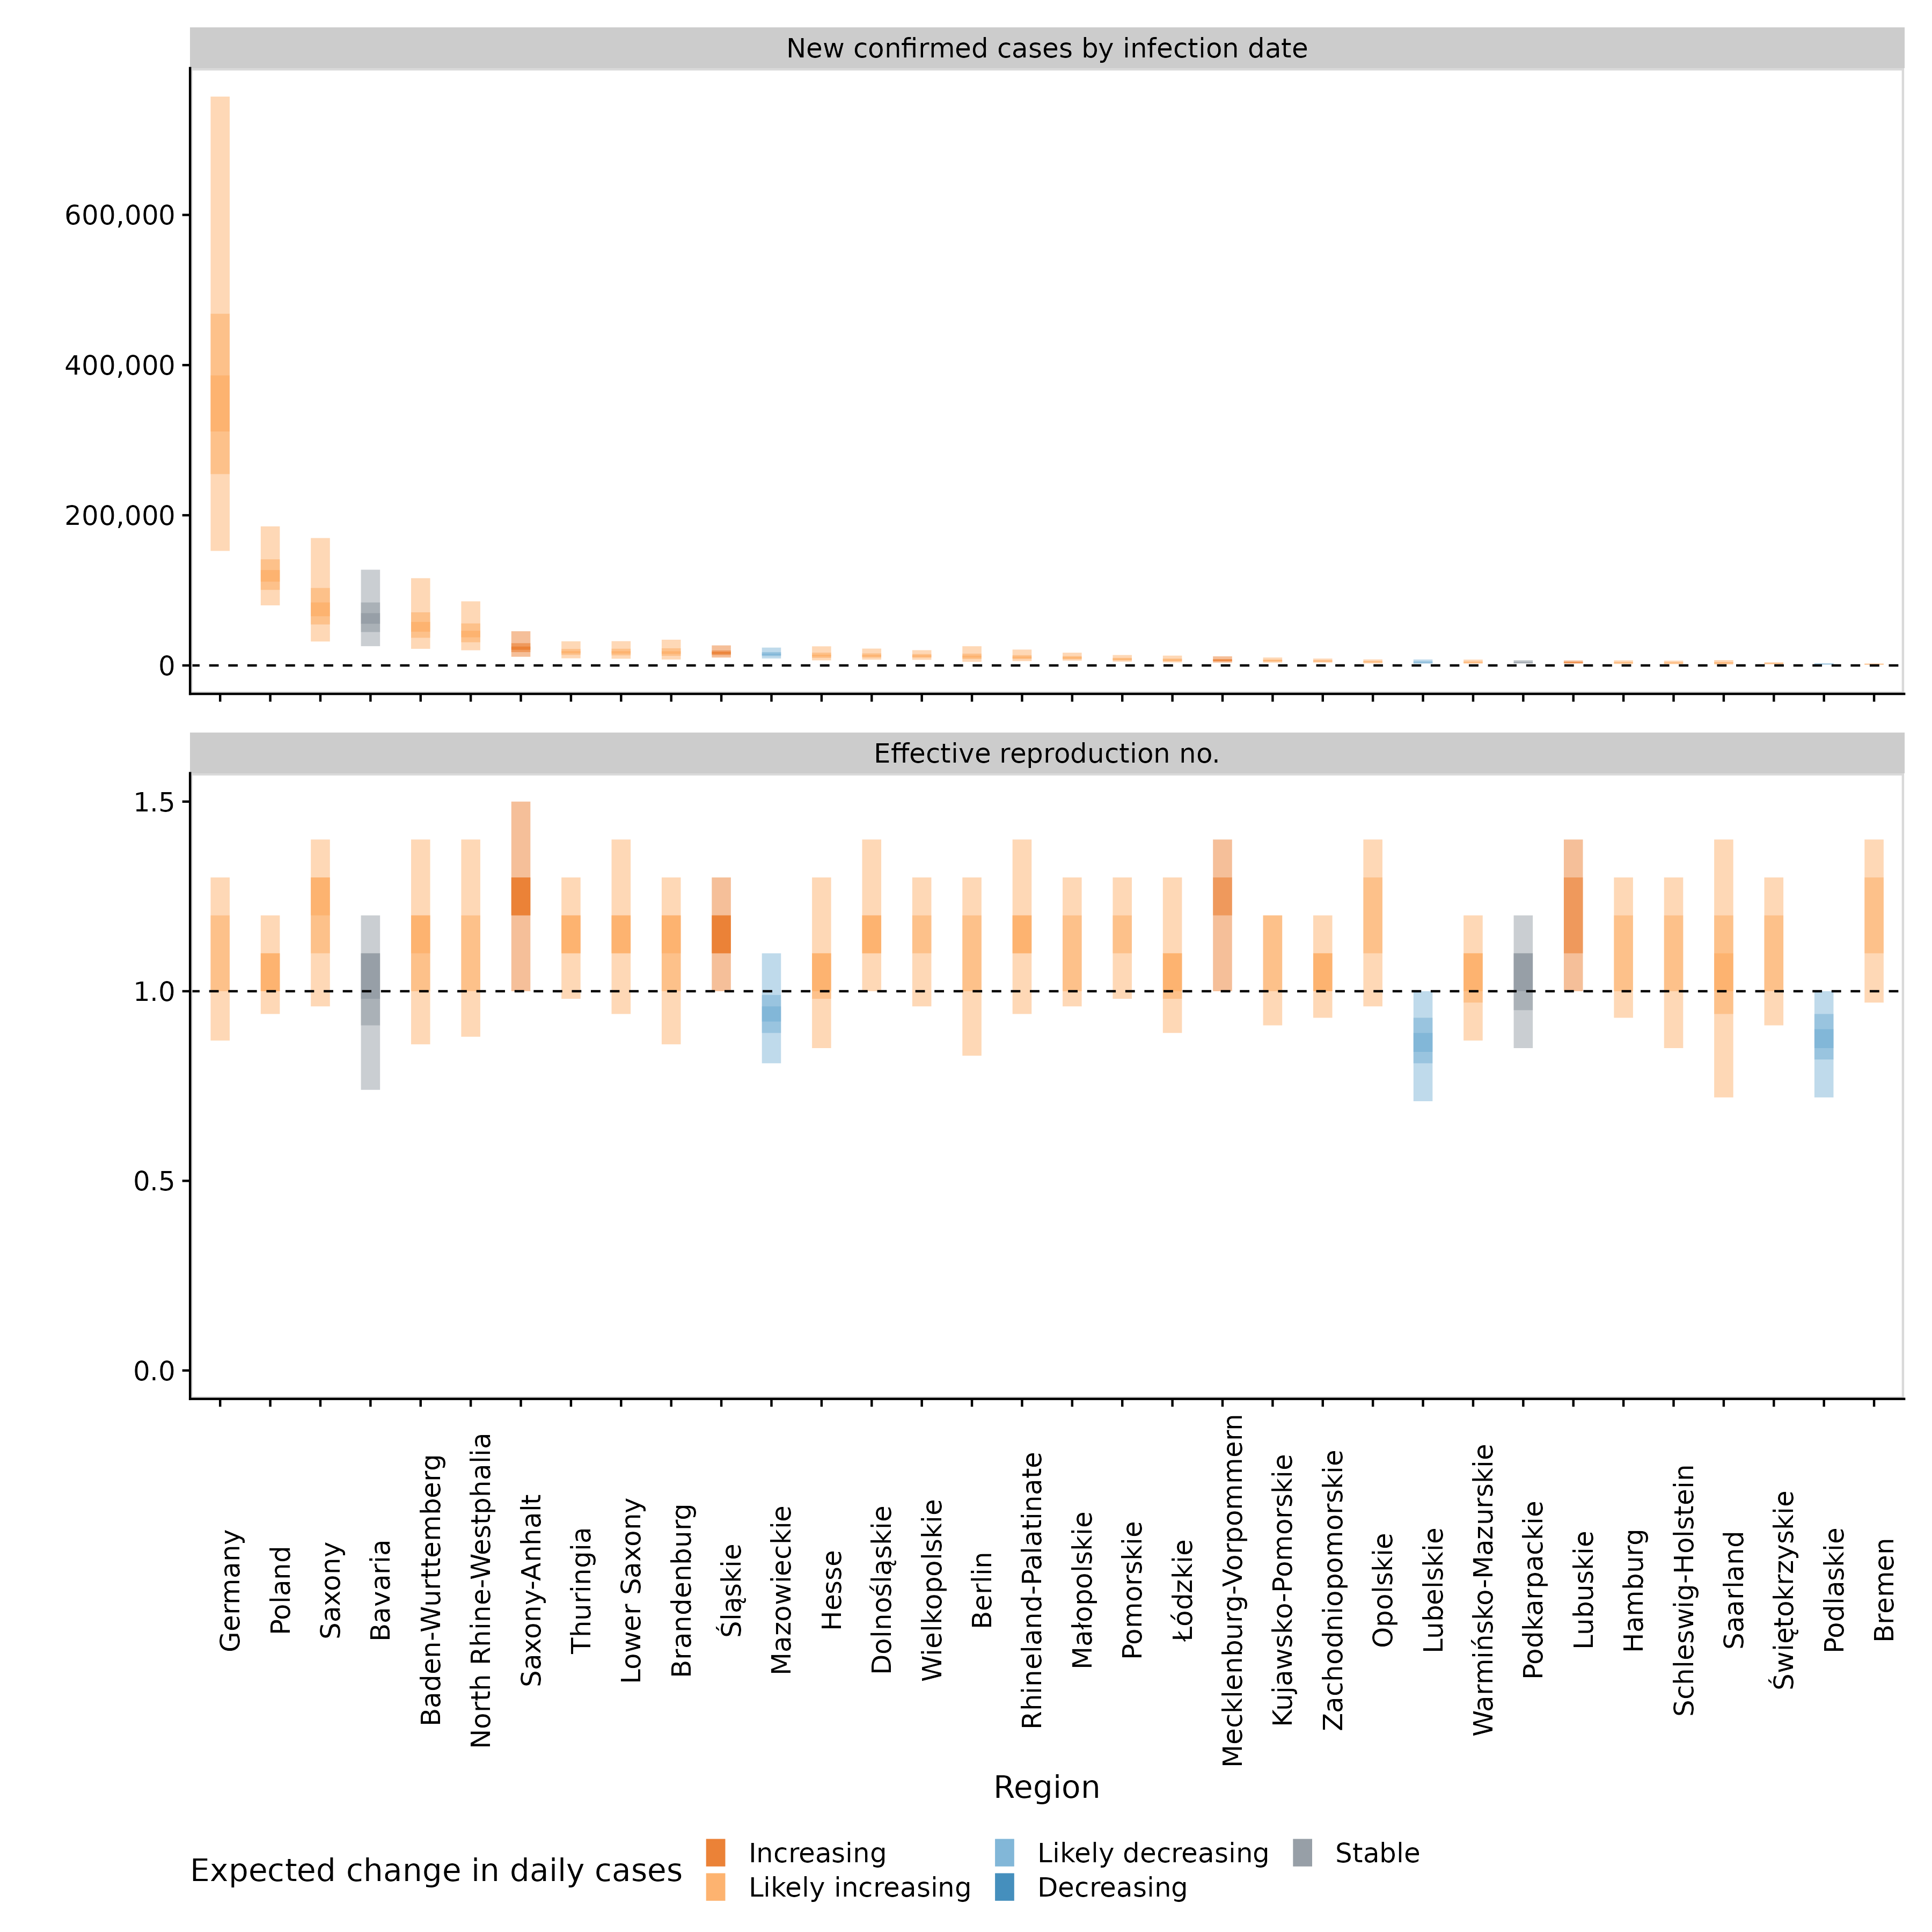 New confirmed cases by infection date
600,000
400,000
200,000
0
Effective reproduction no.
1.5
1.0
0.5
0.0
Germany
Poland
Saxony
Bavaria
Baden-Wurttemberg
North Rhine-Westphalia
Saxony-Anhalt
Thuringia
Lower Saxony
Brandenburg
Śląskie
Mazowieckie
Hesse
Dolnośląskie
Wielkopolskie
Berlin
Rhineland-Palatinate
Małopolskie
Pomorskie
Łódzkie
Mecklenburg-Vorpommern
Kujawsko-Pomorskie
Zachodniopomorskie
Opolskie
Lubelskie
Warmińsko-Mazurskie
Podkarpackie
Lubuskie
Hamburg
Schleswig-Holstein
Saarland
Świętokrzyskie
Podlaskie
Bremen
Region
Expected change in daily cases
Increasing
Likely increasing
Likely decreasing
Decreasing
Stable